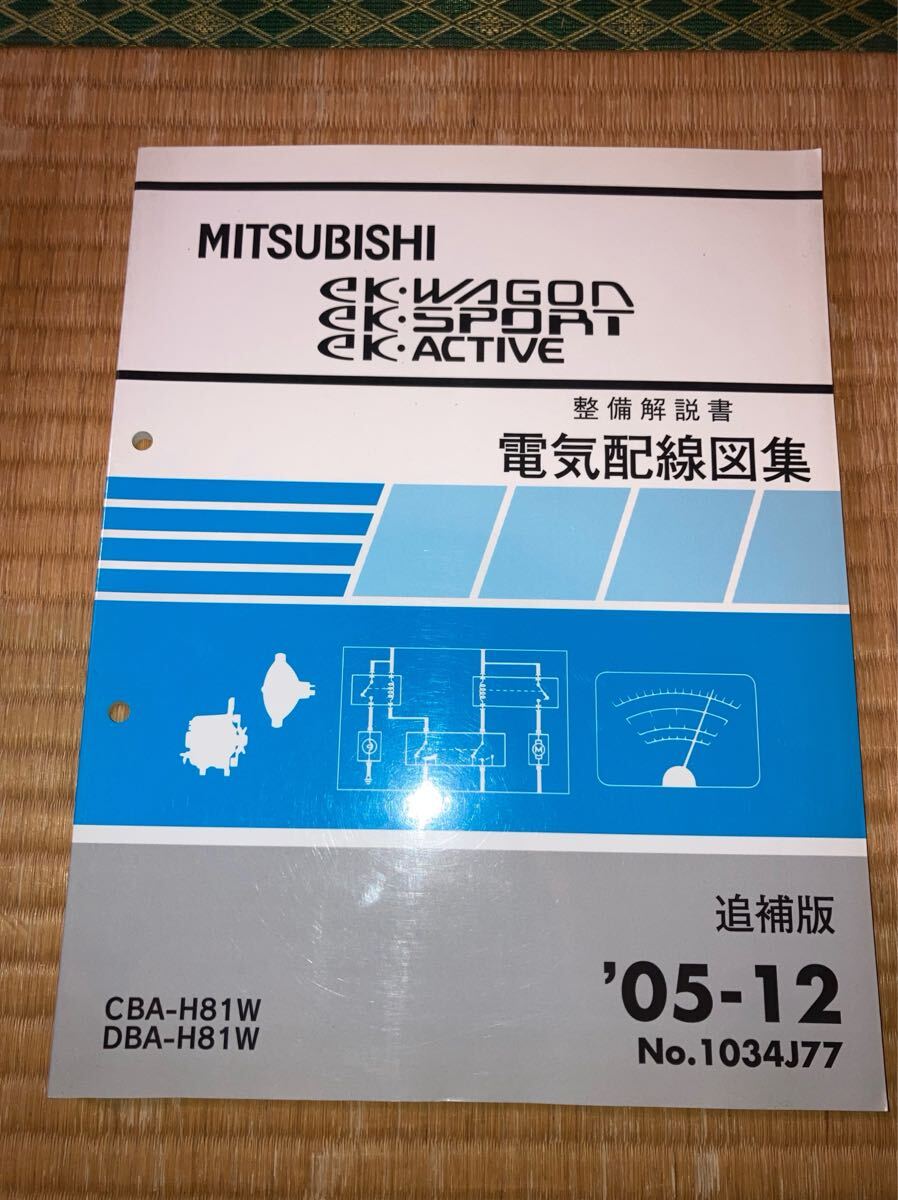 MITSUBISHI
eK·WAGON
eK·SPORT
eK·ACTIVE
整備解説書
電気配線図集
M
追補版
'05-12
No.1034J77
CBA-H81W
DBA-H81W